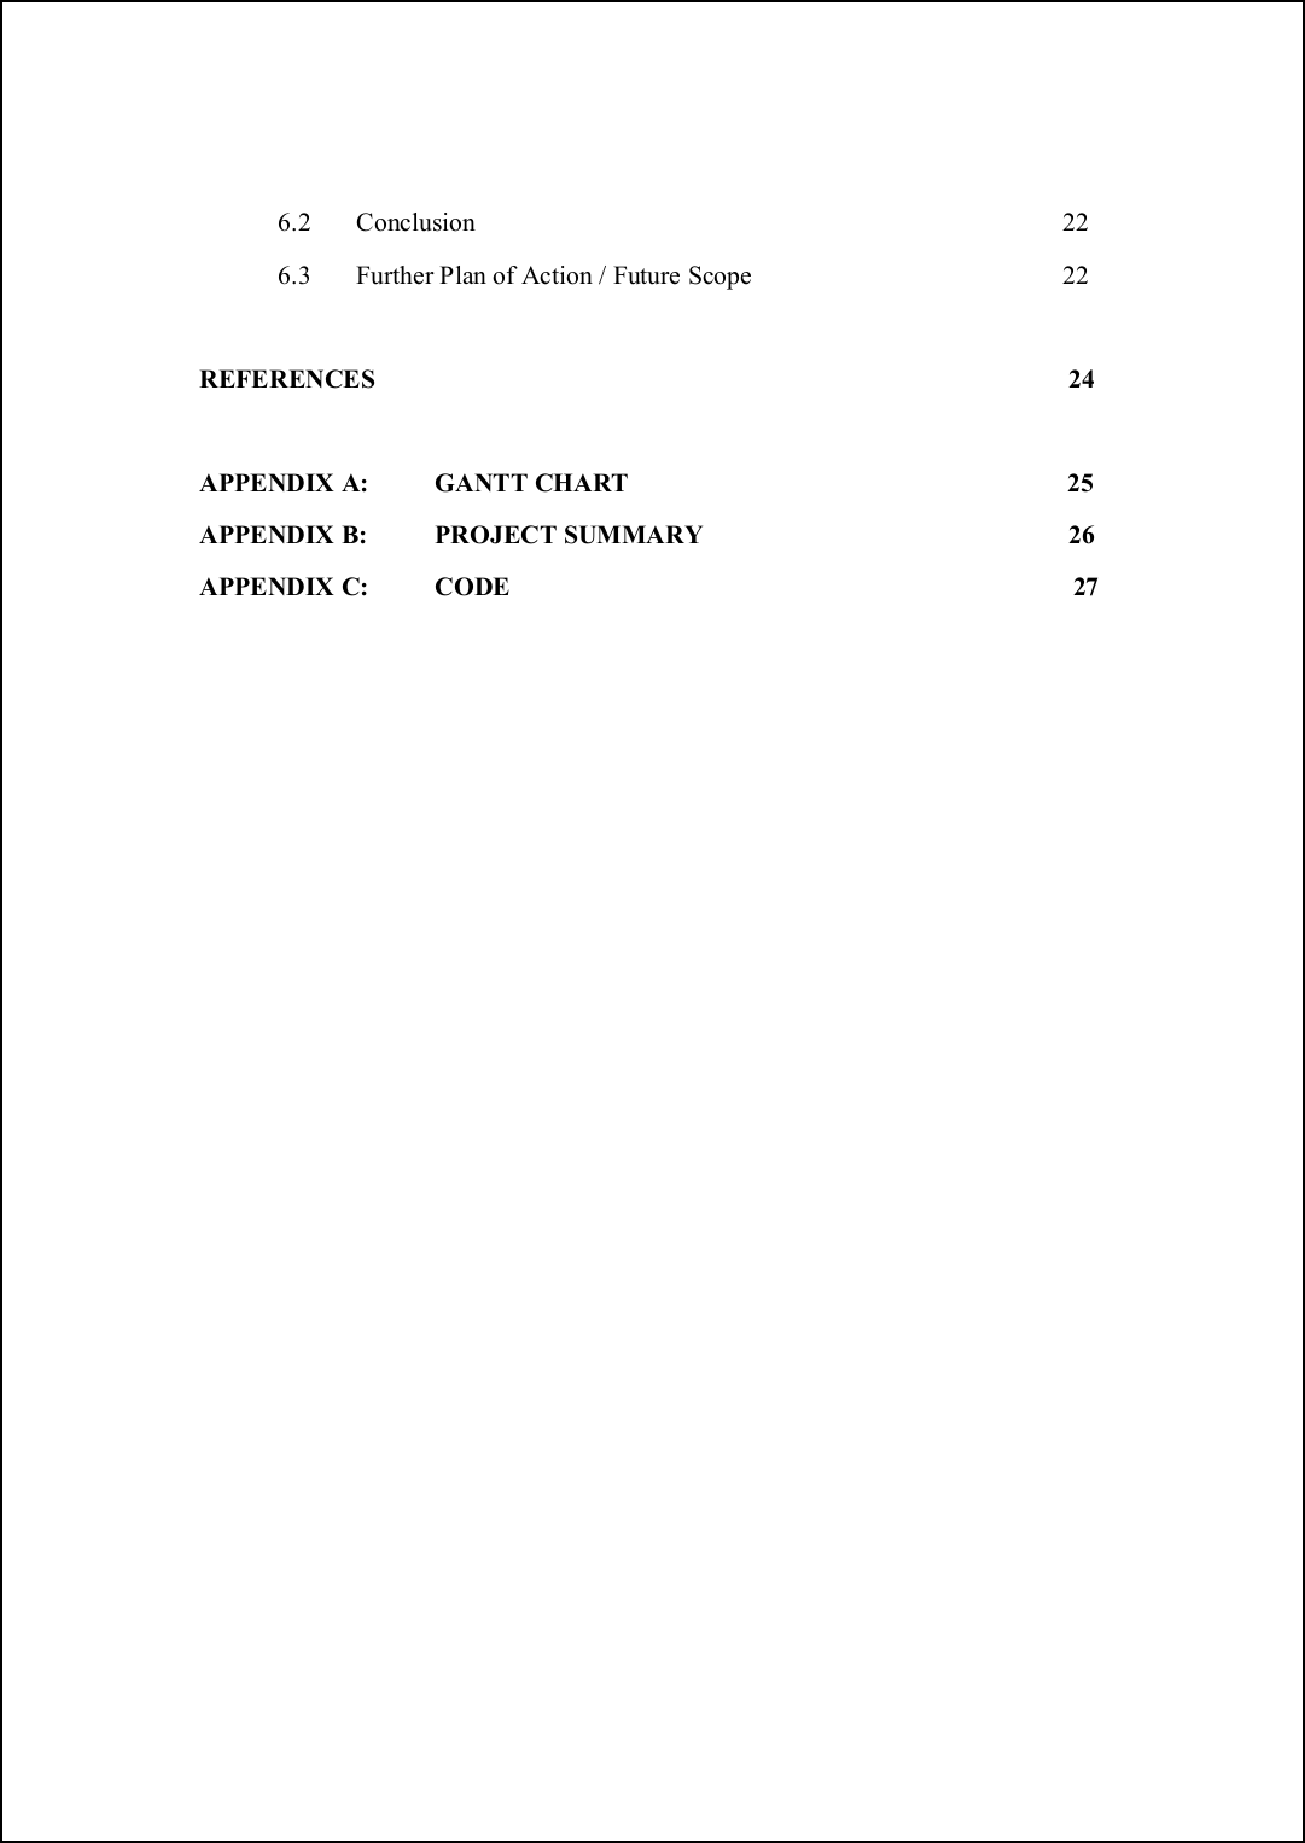 6.2 Conclusion 22
6.3 Further Plan of Action / Future Scope 22
REFERENCES 24
APPENDIX A: GANTT CHART 25
APPENDIX B: PROJECT SUMMARY 26
APPENDIX C: CODE 27